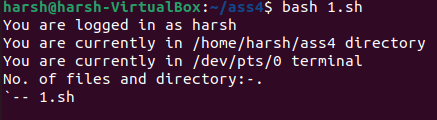 harsh@harsh-VirtualBox:~/ass4$ bash 1.sh
You are logged in as harsh
You are currently in /home/harsh/ass4 directory
You are currently in /dev/pts/0 terminal
No. of files and directory:-.
`-- 1.sh